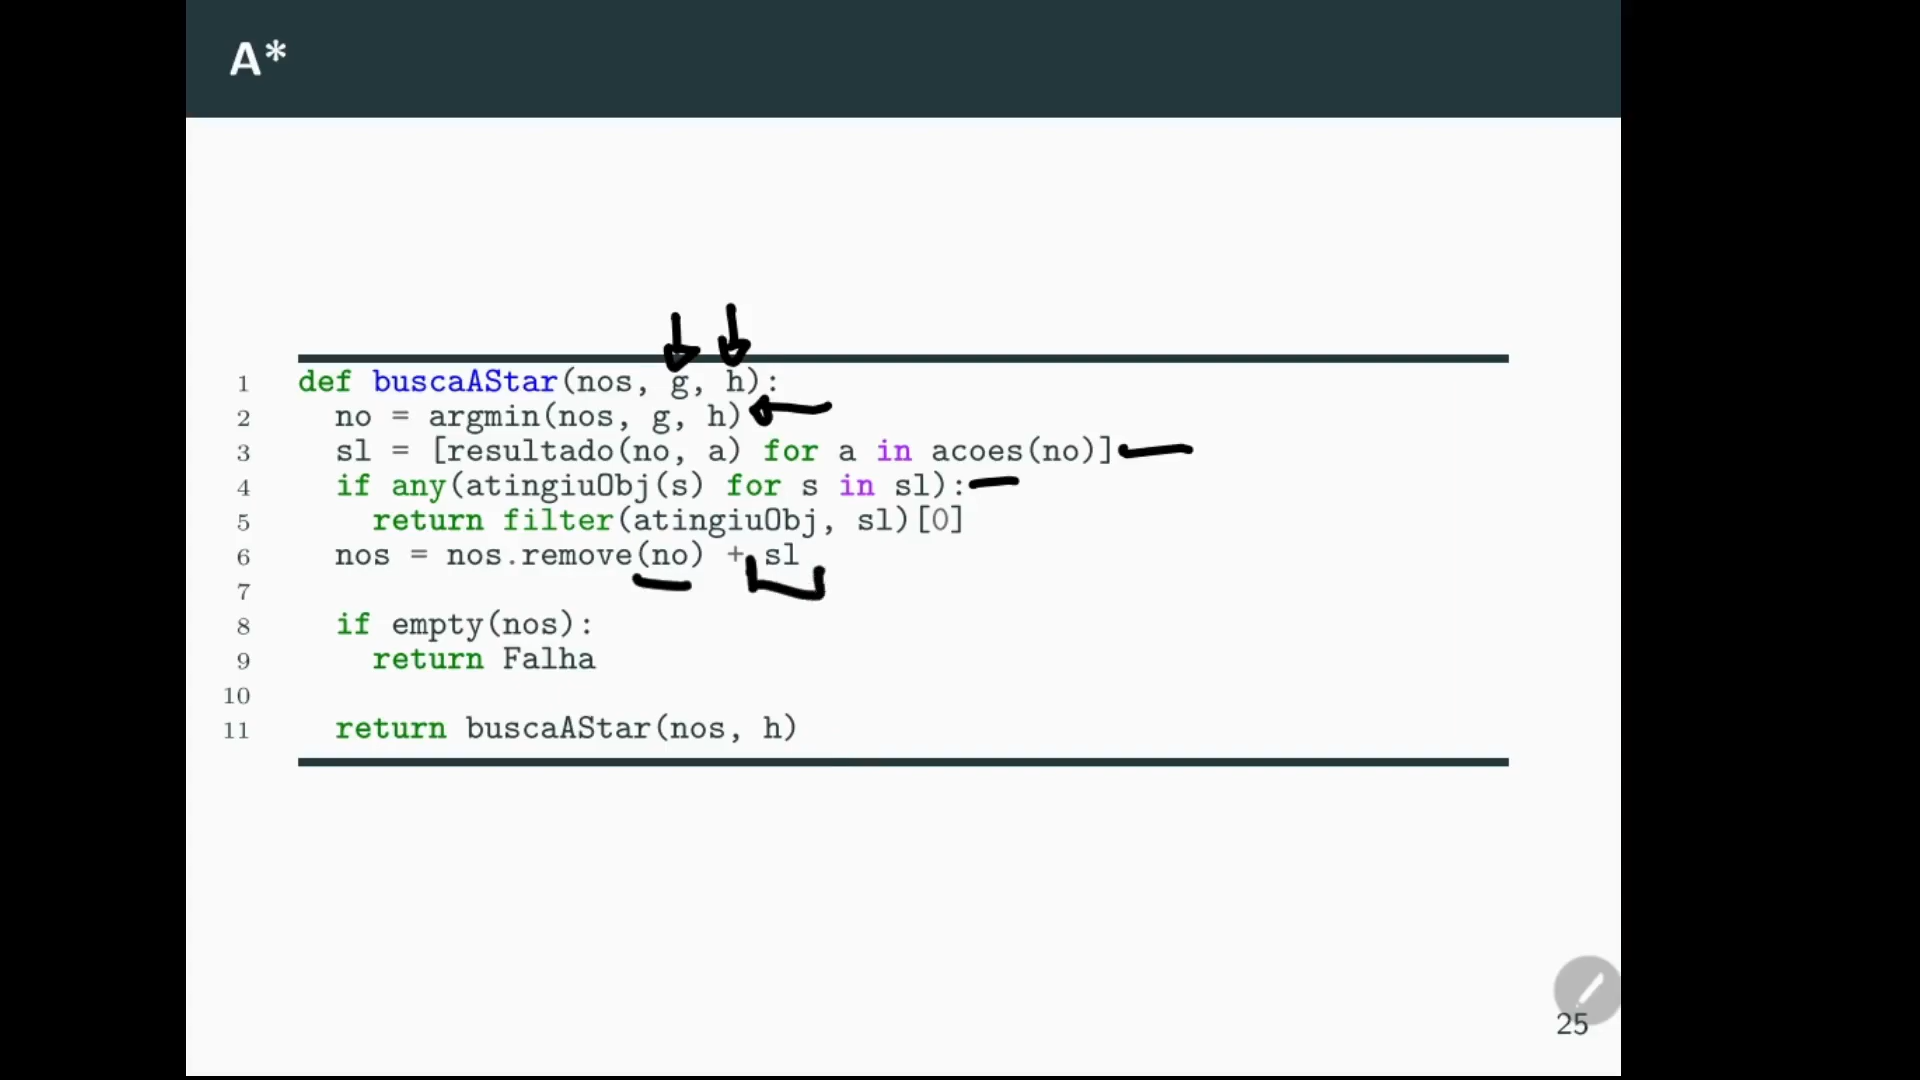 A*
1 def buscaAStar(nos, g, h):
2 no = argmin(nos, g, h)
3 sl = [resultado(no, a) for a in acoes(no)]
4 if any(atingiuObj(s) for s in sl):
5 return filter(atingiuObj, sl)[0]
6 nos = nos.remove(no) + sl
7
8 if empty(nos):
9 return Falha
10
11 return buscaAStar(nos, h)
25